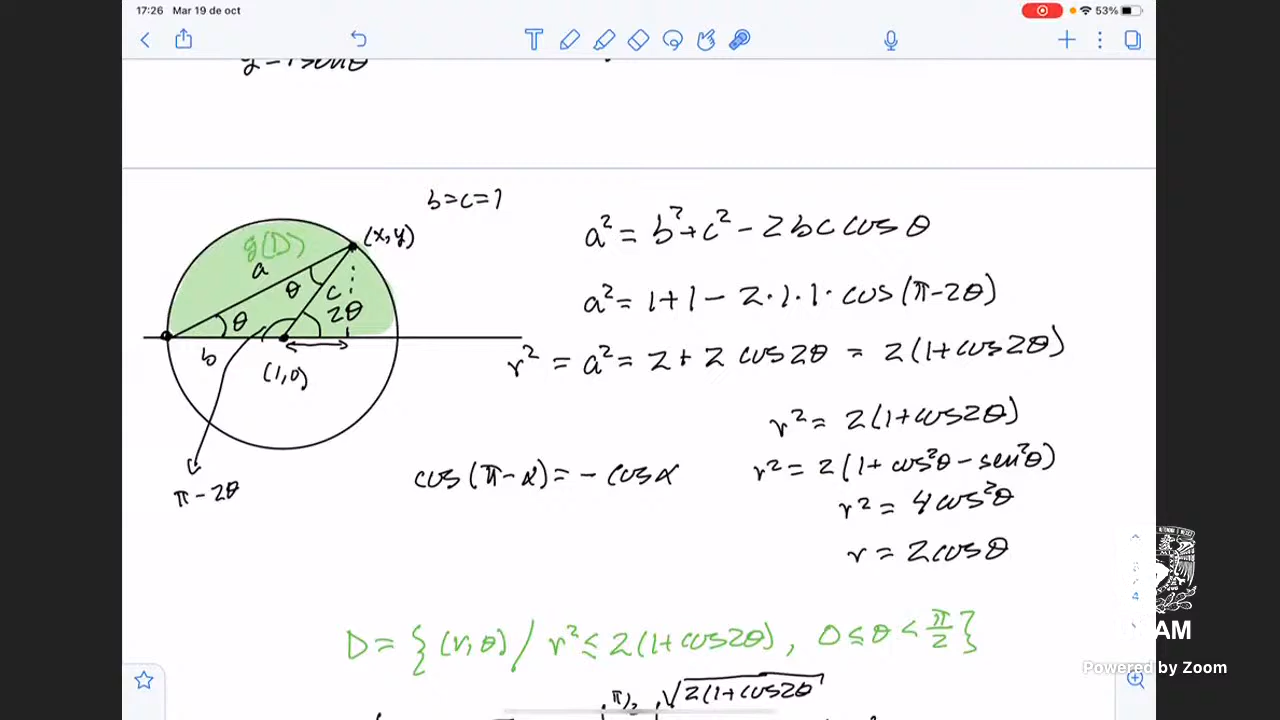 17:26 Mar 19 de oct
53%
b=c=1
(x,y)
g(D)
a
θ
c
θ
2θ
b
(1,0)
π-2θ
a² = b²+c² - 2bc cos θ
a² = 1+1 - 2·1·1· cos(π-2θ)
r² = a² = 2 + 2 cos2θ = 2(1+cos2θ)
r² = 2(1+cos2θ)
cos(π-α) = - cosα
r² = 2(1+cos²θ-sen²θ)
r² = 4cos²θ
r = 2cosθ
D = {(r,θ) / r² ≤ 2(1+cos2θ), 0 ≤ θ < π/2}
π/2 √2(1+cos2θ
Powered by Zoom